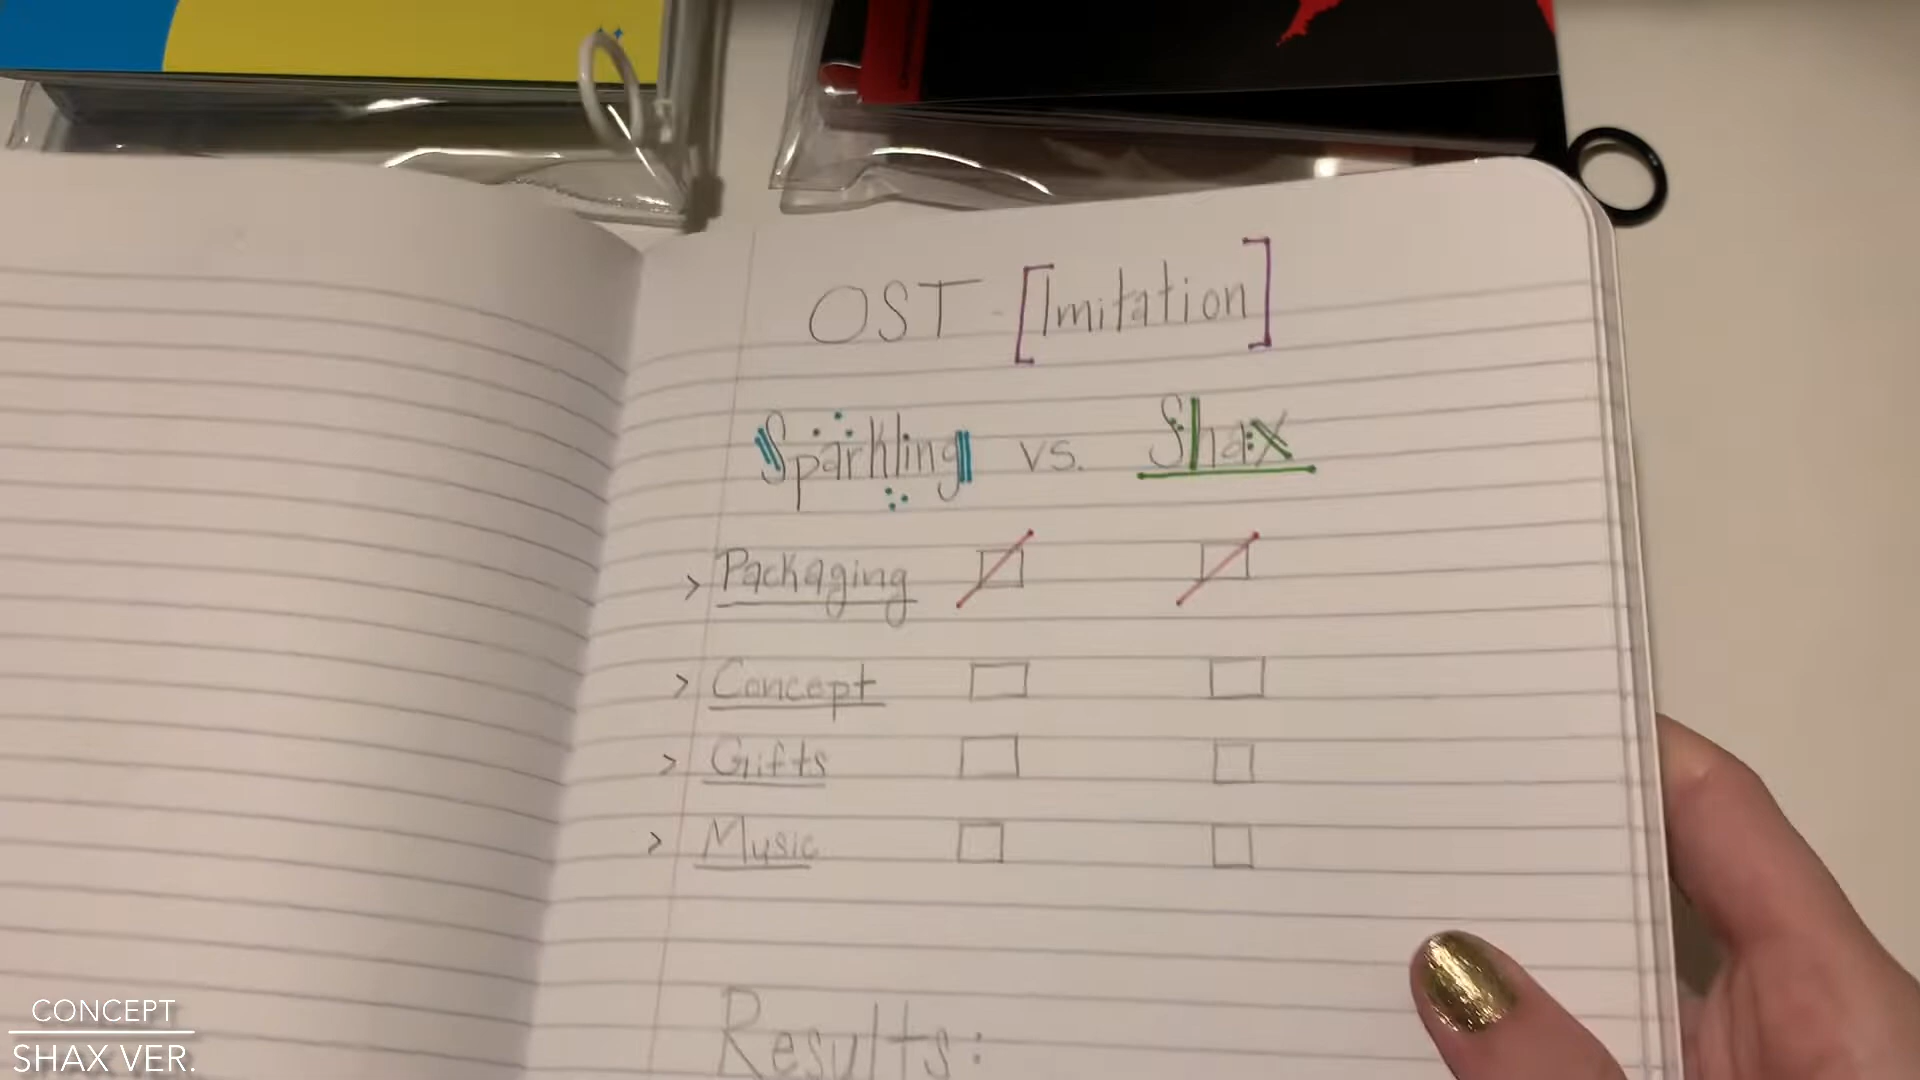 OST - [Imitation]
Sparkling vs. Shax
> Packaging
> Concept
> Gifts
> Music
Results:
CONCEPT
SHAX VER.